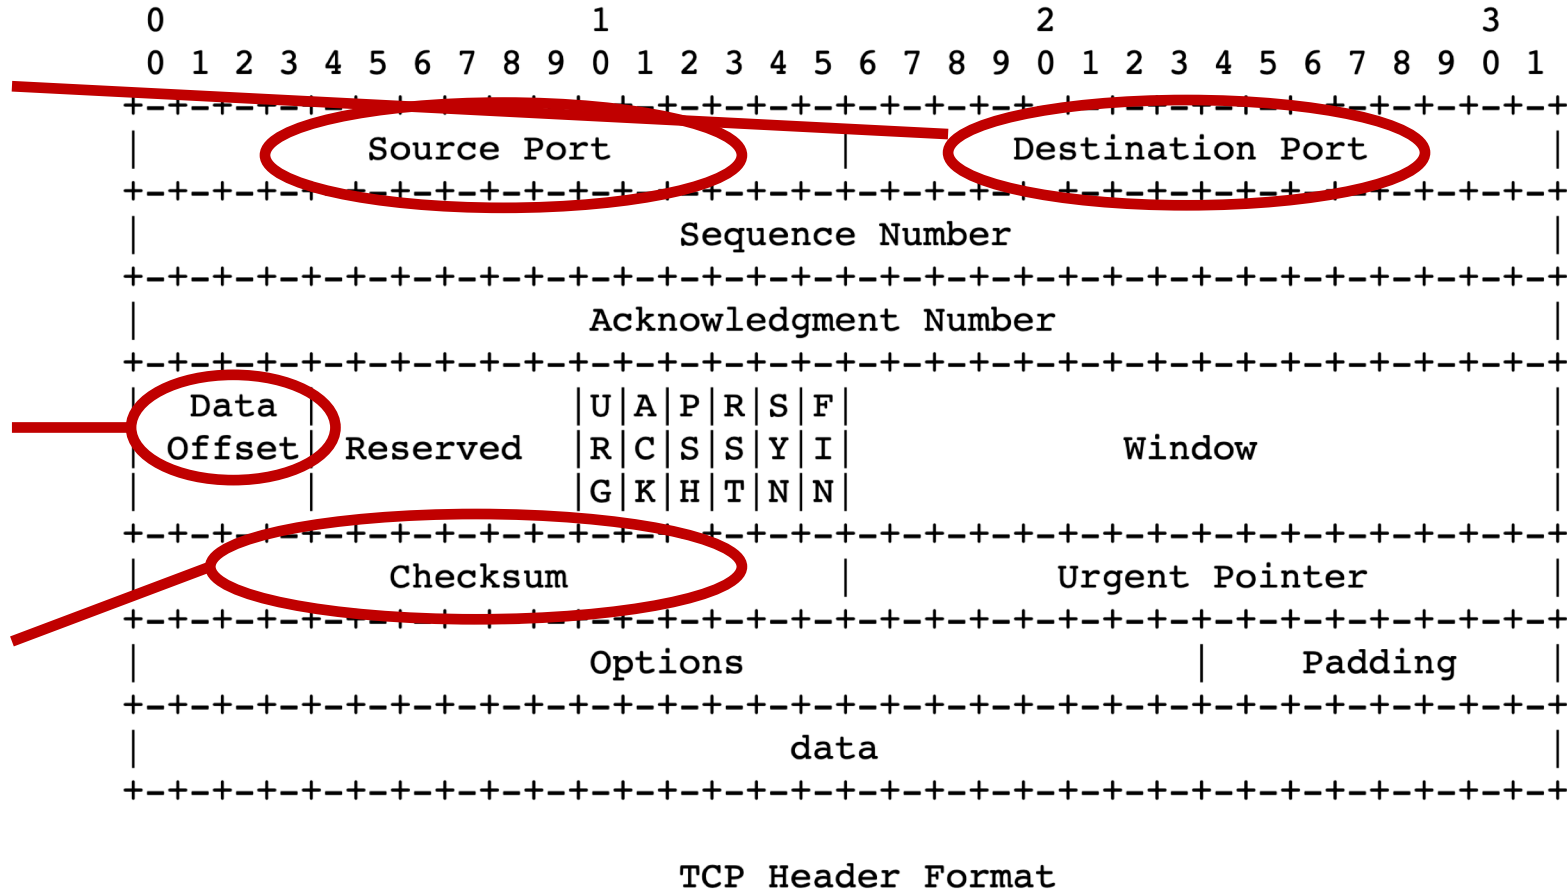 0                   1                   2                   3
0 1 2 3 4 5 6 7 8 9 0 1 2 3 4 5 6 7 8 9 0 1 2 3 4 5 6 7 8 9 0 1
+-+-+-+-+-+-+-+-+-+-+-+-+-+-+-+-+-+-+-+-+-+-+-+-+-+-+-+-+-+-+-+-+
| Source Port | Destination Port |
+-+-+-+-+-+-+-+-+-+-+-+-+-+-+-+-+-+-+-+-+-+-+-+-+-+-+-+-+-+-+-+-+
| Sequence Number |
+-+-+-+-+-+-+-+-+-+-+-+-+-+-+-+-+-+-+-+-+-+-+-+-+-+-+-+-+-+-+-+-+
| Acknowledgment Number |
+-+-+-+-+-+-+-+-+-+-+-+-+-+-+-+-+-+-+-+-+-+-+-+-+-+-+-+-+-+-+-+-+
| Data | |U|A|P|R|S|F| |
| Offset| Reserved |R|C|S|S|Y|I| Window |
| | |G|K|H|T|N|N| |
+-+-+-+-+-+-+-+-+-+-+-+-+-+-+-+-+-+-+-+-+-+-+-+-+-+-+-+-+-+-+-+-+
| Checksum | Urgent Pointer |
+-+-+-+-+-+-+-+-+-+-+-+-+-+-+-+-+-+-+-+-+-+-+-+-+-+-+-+-+-+-+-+-+
| Options | Padding |
+-+-+-+-+-+-+-+-+-+-+-+-+-+-+-+-+-+-+-+-+-+-+-+-+-+-+-+-+-+-+-+-+
| data |
+-+-+-+-+-+-+-+-+-+-+-+-+-+-+-+-+-+-+-+-+-+-+-+-+-+-+-+-+-+-+-+-+
TCP Header Format